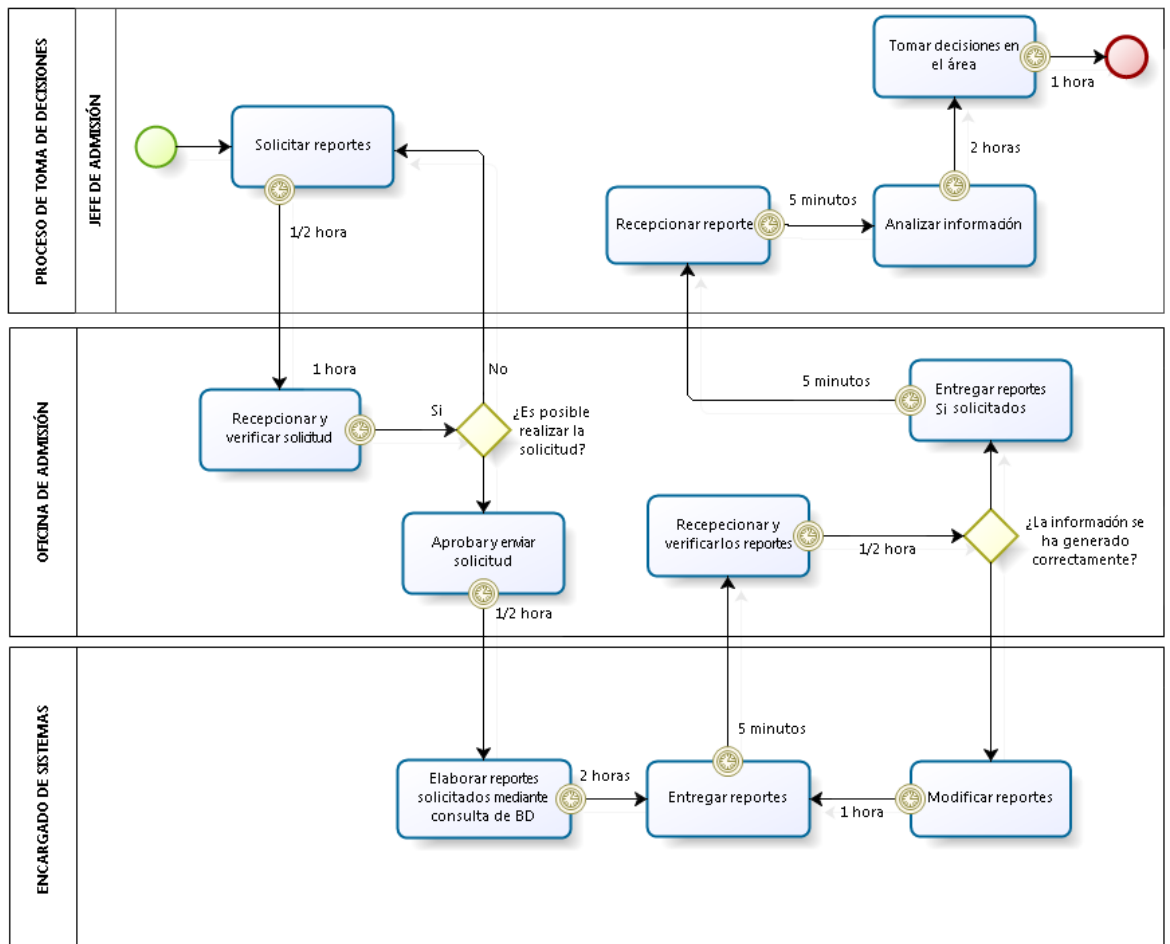 PROCESO DE TOMA DE DECISIONES
JEFE DE ADMISIÓN
Solicitar reportes
1/2 hora
Tomar decisiones en
el área
1 hora
2 horas
Recepcionar reporte
5 minutos
Analizar información
OFICINA DE ADMISIÓN
1 hora
Recepcionar y
verificar solicitud
Si
No
¿Es posible
realizar la
solicitud?
Aprobar y enviar
solicitud
1/2 hora
5 minutos
Entregar reportes
Si solicitados
Recepecionar y
verificar los reportes
1/2 hora
¿La información se
ha generado
correctamente?
ENCARGADO DE SISTEMAS
Elaborar reportes
solicitados mediante
consulta de BD
2 horas
5 minutos
Entregar reportes
1 hora
Modificar reportes